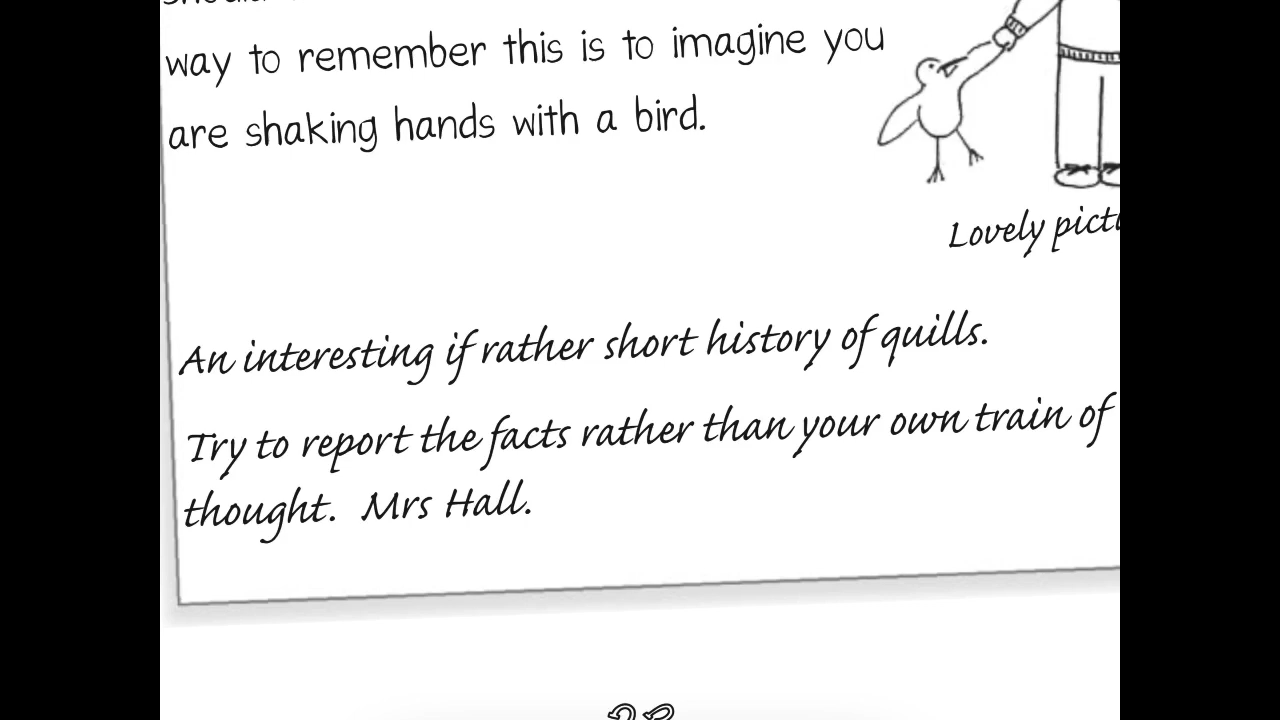 way to remember this is to imagine you
are shaking hands with a bird.
Lovely
An interesting if rather short history of quills.
Try to report the facts rather than your own train of
thought. Mrs Hall.